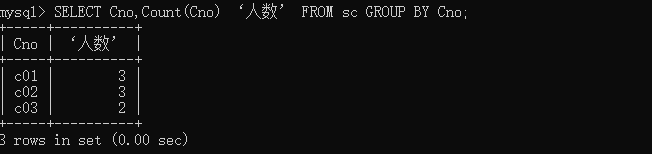 mysql> SELECT Cno,Count(Cno) ‘人数’ FROM sc GROUP BY Cno;
+-----+----------+
| Cno | ‘人数’ |
+-----+----------+
| c01 | 3 |
| c02 | 3 |
| c03 | 2 |
+-----+----------+
3 rows in set (0.00 sec)